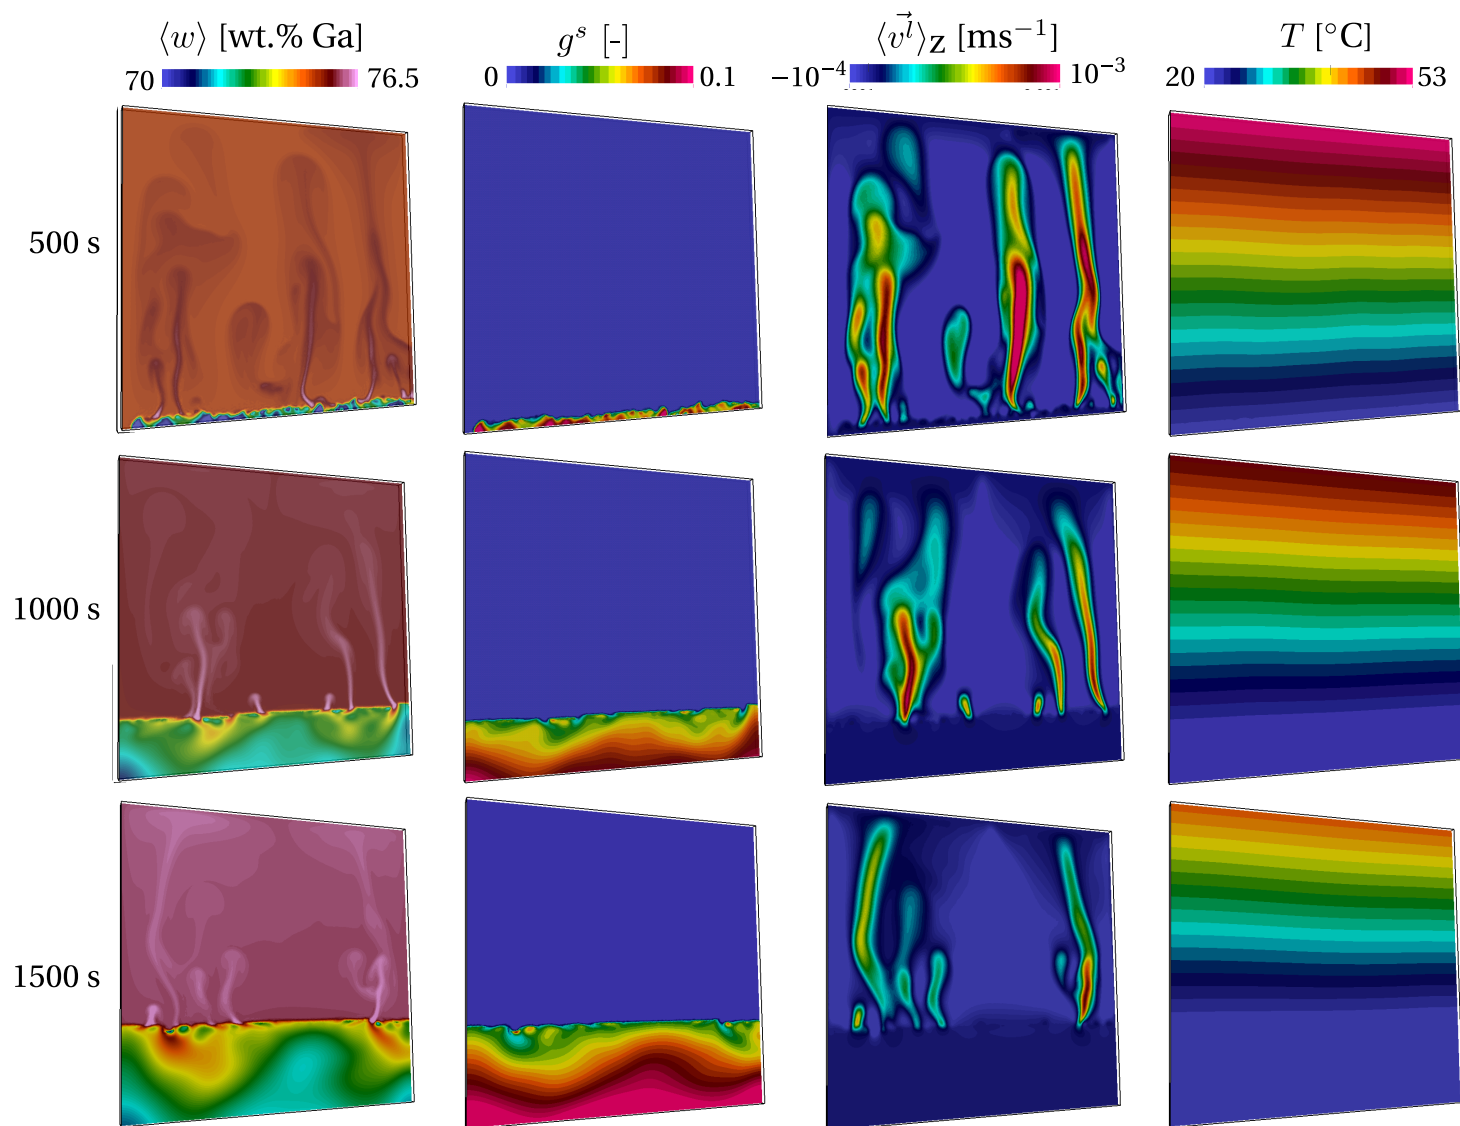 ⟨w⟩ [wt.% Ga]
70 76.5
g^s [-]
0 0.1
⟨v⃗^l⟩_Z [ms⁻¹]
−10⁻⁴ 10⁻³
T [°C]
20 53
500 s
1000 s
1500 s